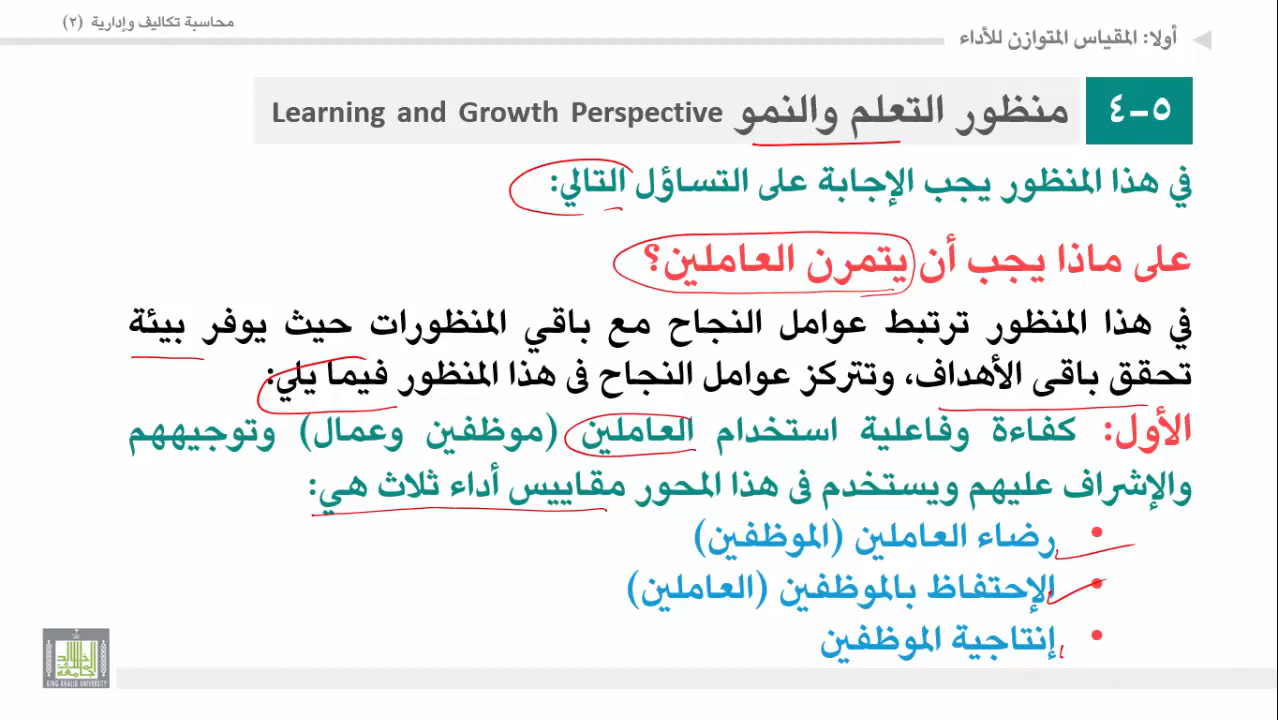 محاسبة تكاليف وإدارية (٢)
أولا: المقياس المتوازن للأداء
٥-٤ منظور التعلم والنمو Learning and Growth Perspective
في هذا المنظور يجب الإجابة على التساؤل التالي:
على ماذا يجب أن يتمرن العاملين؟
في هذا المنظور ترتبط عوامل النجاح مع باقي المنظورات حيث يوفر بيئة
تحقق باقى الأهداف، وتتركز عوامل النجاح فى هذا المنظور فيما يلي:
الأول: كفاءة وفاعلية استخدام العاملين (موظفين وعمال) وتوجيههم
والإشراف عليهم ويستخدم فى هذا المحور مقاييس أداء ثلاث هي:
• رضاء العاملين (الموظفين)
• الإحتفاظ بالموظفين (العاملين)
• إنتاجية الموظفين
KING KHALID UNIVERSITY